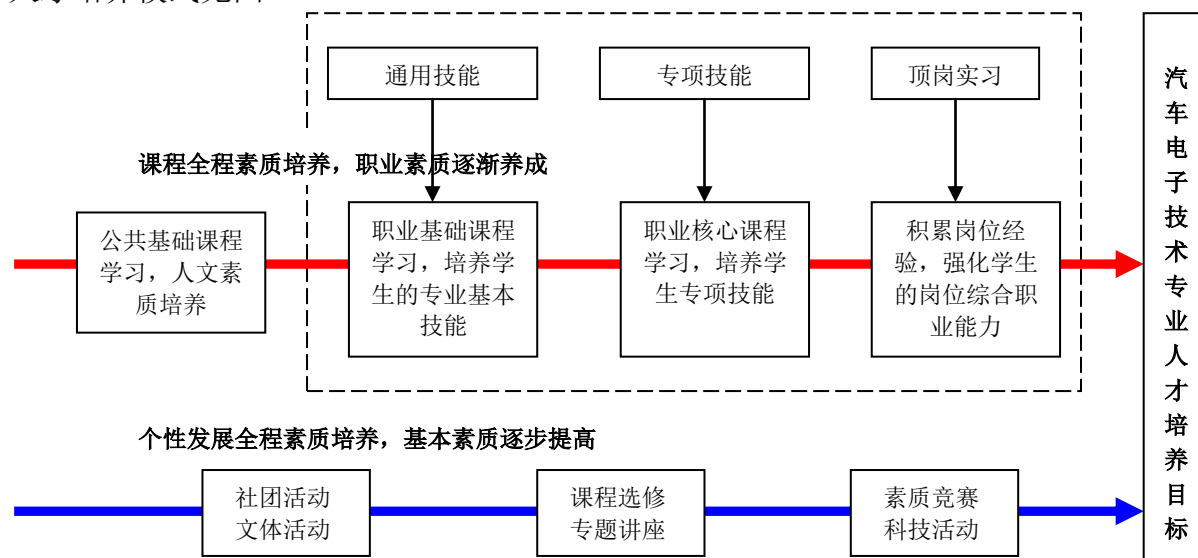 通用技能
专项技能
顶岗实习
课程全程素质培养，职业素质逐渐养成
公共基础课程
学习，人文素
质培养
职业基础课程
学习，培养学
生的专业基本
技能
职业核心课程
学习，培养学
生专项技能
积累岗位经
验，强化学生
的岗位综合职
业能力
个性发展全程素质培养，基本素质逐步提高
社团活动
文体活动
课程选修
专题讲座
素质竞赛
科技活动
汽车电子技术专业人才培养目标